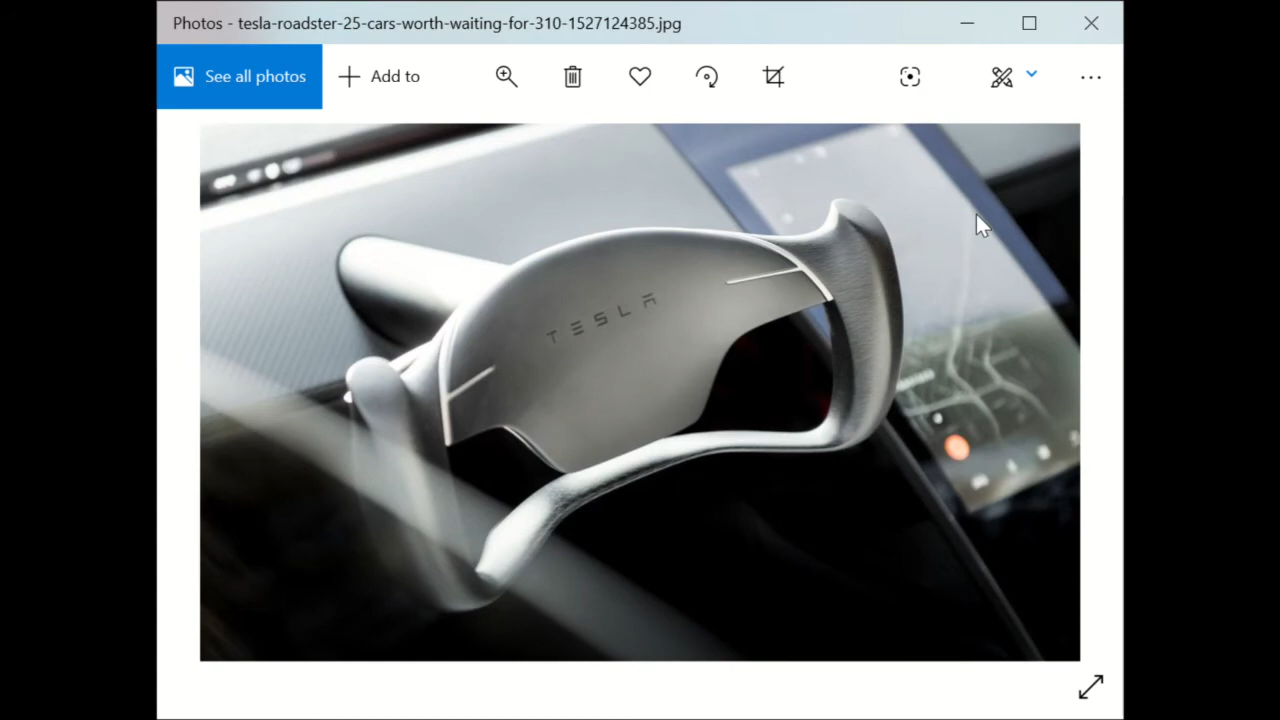 Photos - tesla-roadster-25-cars-worth-waiting-for-310-1527124385.jpg
See all photos
Add to
TESLA